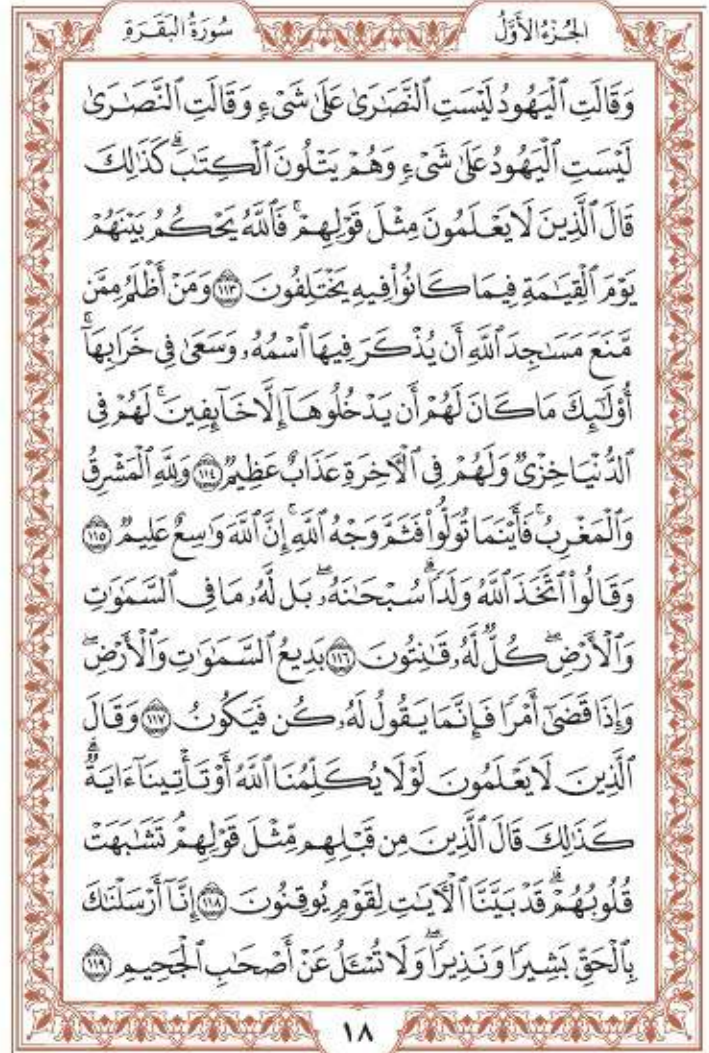 الجُزْءُ الأَوَّلُ
سُورَةُ الْبَقَرَةِ
وَقَالَتِ ٱلْيَهُودُ لَيْسَتِ ٱلنَّصَٰرَىٰ عَلَىٰ شَىْءٍ وَقَالَتِ ٱلنَّصَٰرَىٰ
لَيْسَتِ ٱلْيَهُودُ عَلَىٰ شَىْءٍ وَهُمْ يَتْلُونَ ٱلْكِتَٰبَۗ كَذَٰلِكَ
قَالَ ٱلَّذِينَ لَا يَعْلَمُونَ مِثْلَ قَوْلِهِمْۚ فَٱللَّهُ يَحْكُمُ بَيْنَهُمْ
يَوْمَ ٱلْقِيَٰمَةِ فِيمَا كَانُوا۟ فِيهِ يَخْتَلِفُونَ ١١٣ وَمَنْ أَظْلَمُ مِمَّن
مَّنَعَ مَسَٰجِدَ ٱللَّهِ أَن يُذْكَرَ فِيهَا ٱسْمُهُۥ وَسَعَىٰ فِى خَرَابِهَآۚ
أُو۟لَٰٓئِكَ مَا كَانَ لَهُمْ أَن يَدْخُلُوهَآ إِلَّا خَآئِفِينَۚ لَهُمْ فِى
ٱلدُّنْيَا خِزْىٌ وَلَهُمْ فِى ٱلْءَاخِرَةِ عَذَابٌ عَظِيمٌ ١١٤ وَلِلَّهِ ٱلْمَشْرِقُ
وَٱلْمَغْرِبُۚ فَأَيْنَمَا تُوَلُّوا۟ فَثَمَّ وَجْهُ ٱللَّهِۚ إِنَّ ٱللَّهَ وَٰسِعٌ عَلِيمٌ ١١٥
وَقَالُوا۟ ٱتَّخَذَ ٱللَّهُ وَلَدًاۗ سُبْحَٰنَهُۥۖ بَل لَّهُۥ مَا فِى ٱلسَّمَٰوَٰتِ
وَٱلْأَرْضِۖ كُلٌّ لَّهُۥ قَٰنِتُونَ ١١٦ بَدِيعُ ٱلسَّمَٰوَٰتِ وَٱلْأَرْضِۖ
وَإِذَا قَضَىٰٓ أَمْرًا فَإِنَّمَا يَقُولُ لَهُۥ كُن فَيَكُونُ ١١٧ وَقَالَ
ٱلَّذِينَ لَا يَعْلَمُونَ لَوْلَا يُكَلِّمُنَا ٱللَّهُ أَوْ تَأْتِينَآ ءَايَةٌۗ
كَذَٰلِكَ قَالَ ٱلَّذِينَ مِن قَبْلِهِم مِّثْلَ قَوْلِهِمْۘ تَشَٰبَهَتْ
قُلُوبُهُمْۗ قَدْ بَيَّنَّا ٱلْءَايَٰتِ لِقَوْمٍ يُوقِنُونَ ١١٨ إِنَّآ أَرْسَلْنَٰكَ
بِٱلْحَقِّ بَشِيرًا وَنَذِيرًاۖ وَلَا تُسْـَٔلُ عَنْ أَصْحَٰبِ ٱلْجَحِيمِ ١١٩
١٨